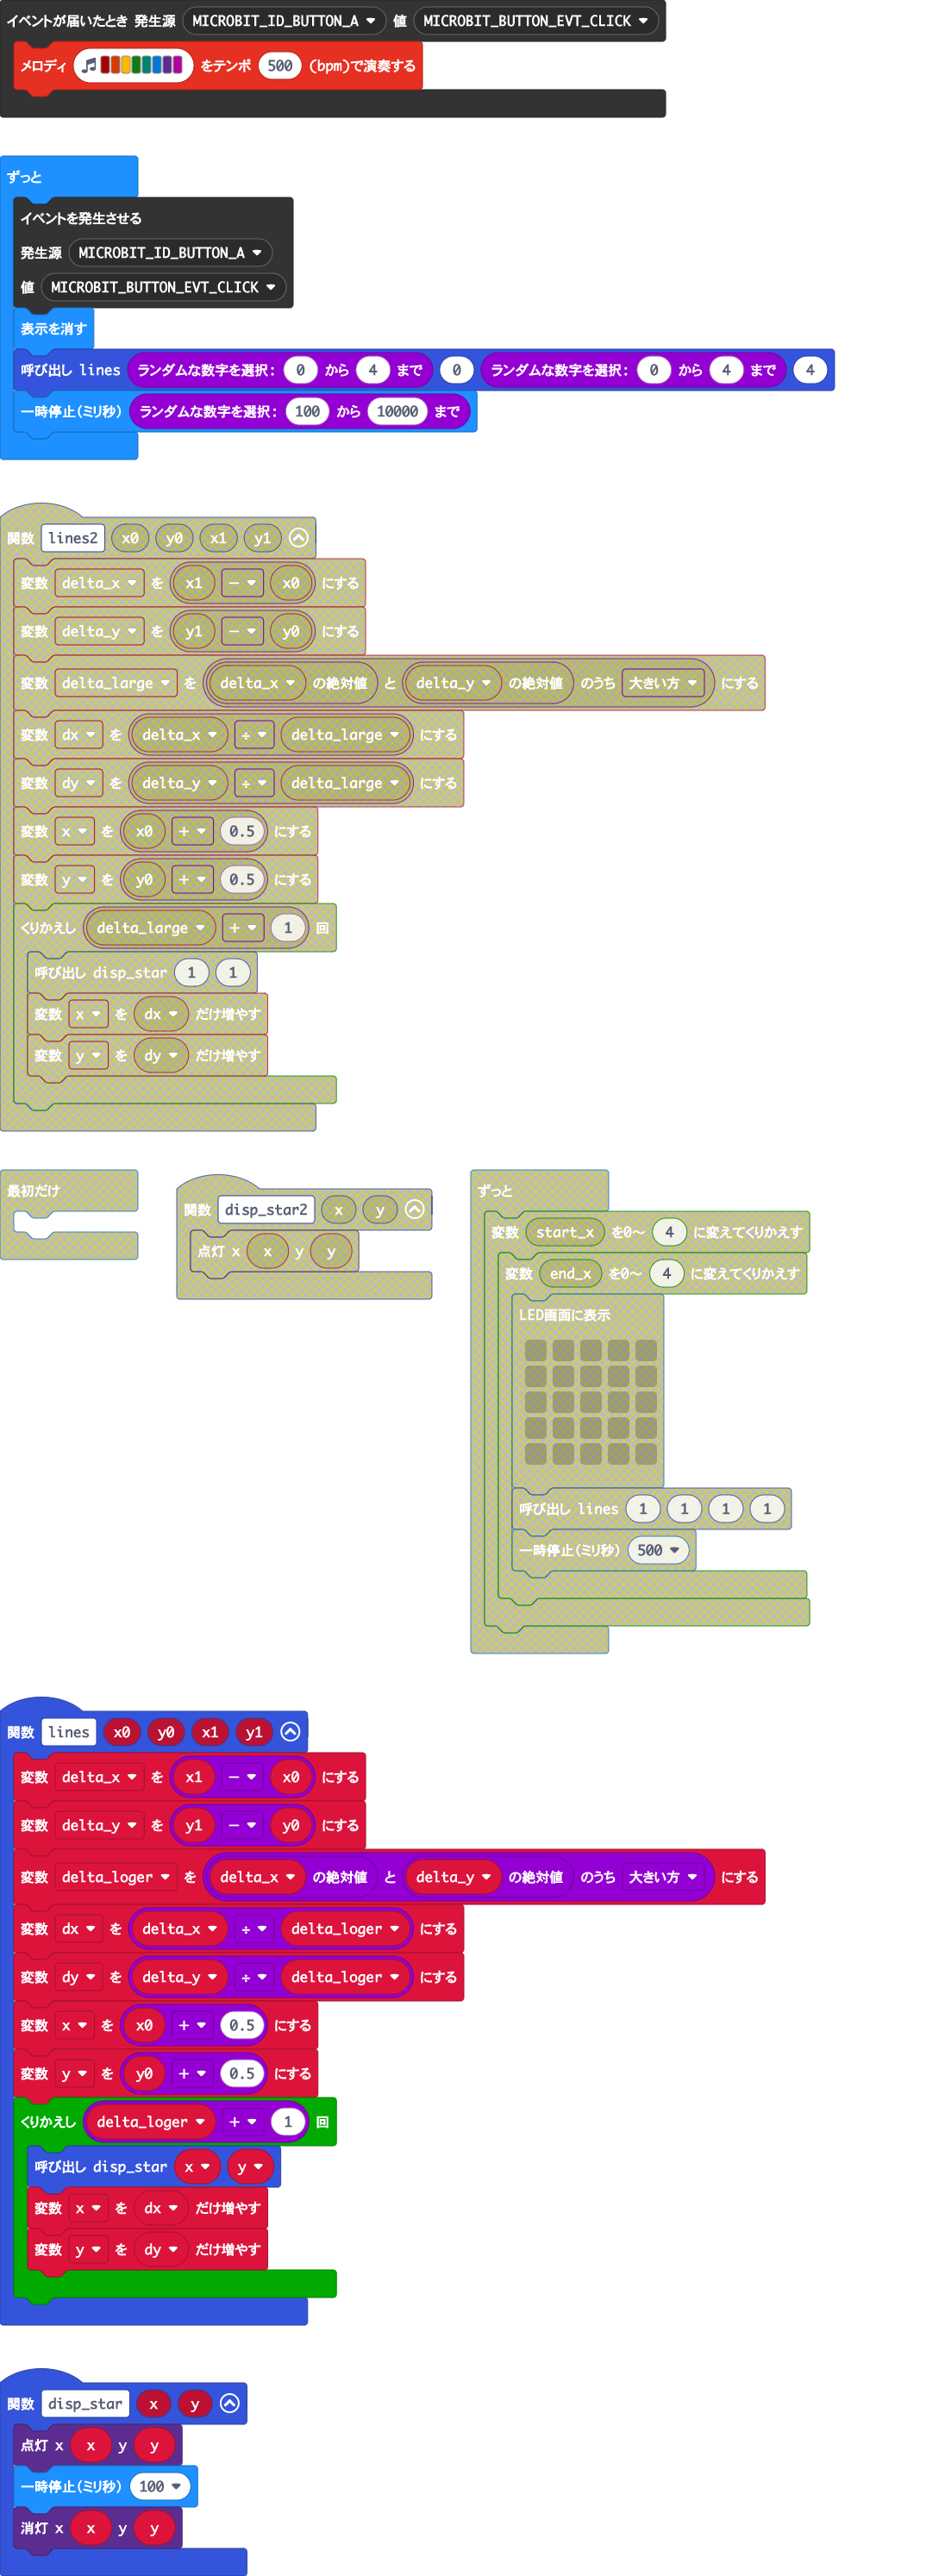 イベントが届いたとき 発生源 MICROBIT_ID_BUTTON_A 値 MICROBIT_BUTTON_EVT_CLICK
メロディ をテンポ 500 (bpm)で演奏する
ずっと
イベントを発生させる
発生源 MICROBIT_ID_BUTTON_A
値 MICROBIT_BUTTON_EVT_CLICK
表示を消す
呼び出し lines ランダムな数字を選択: 0 から 4 まで 0 ランダムな数字を選択: 0 から 4 まで 4
一時停止(ミリ秒) ランダムな数字を選択: 100 から 10000 まで
関数 lines2 x0 y0 x1 y1
変数 delta_x を x1 - x0 にする
変数 delta_y を y1 - y0 にする
変数 delta_large を delta_x の絶対値 と delta_y の絶対値 のうち 大きい方 にする
変数 dx を delta_x ÷ delta_large にする
変数 dy を delta_y ÷ delta_large にする
変数 x を x0 + 0.5 にする
変数 y を y0 + 0.5 にする
くりかえし delta_large + 1 回
呼び出し disp_star 1 1
変数 x を dx だけ増やす
変数 y を dy だけ増やす
最初だけ
関数 disp_star2 x y
点灯 x x y y
ずっと
変数 start_x を0〜 4 に変えてくりかえす
変数 end_x を0〜 4 に変えてくりかえす
LED画面に表示
呼び出し lines 1 1 1 1
一時停止(ミリ秒) 500
関数 lines x0 y0 x1 y1
変数 delta_x を x1 - x0 にする
変数 delta_y を y1 - y0 にする
変数 delta_loger を delta_x の絶対値 と delta_y の絶対値 のうち 大きい方 にする
変数 dx を delta_x ÷ delta_loger にする
変数 dy を delta_y ÷ delta_loger にする
変数 x を x0 + 0.5 にする
変数 y を y0 + 0.5 にする
くりかえし delta_loger + 1 回
呼び出し disp_star x y
変数 x を dx だけ増やす
変数 y を dy だけ増やす
関数 disp_star x y
点灯 x x y y
一時停止(ミリ秒) 100
消灯 x x y y